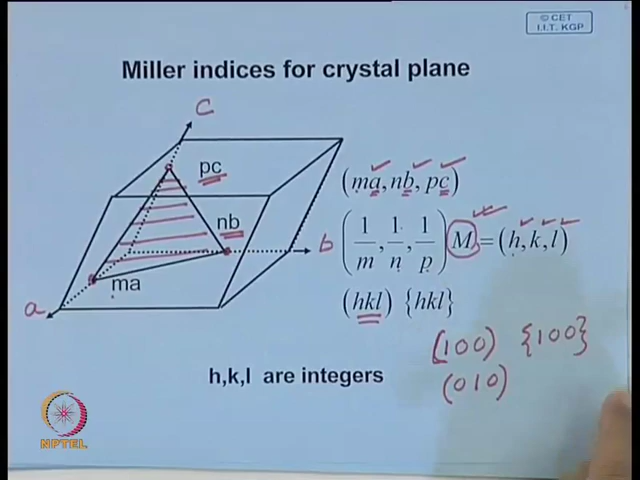 © CET
I.I.T. KGP
Miller indices for crystal plane
c
pc
nb
b
ma
a
(ma, nb, pc)
(1/m, 1/n, 1/p) M = (h, k, l)
(hkl) {hkl}
(100) {100}
(010)
h,k,l are integers
NPTEL